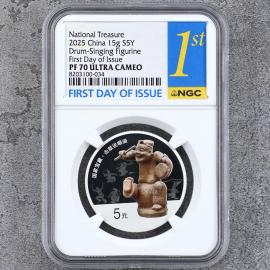 National Treasure
2025 China 15g S5Y
Drum-Singing Figurine
First Day of Issue
PF 70 ULTRA CAMEO
8203100-034
1st
FIRST DAY OF ISSUE
NGC
5元